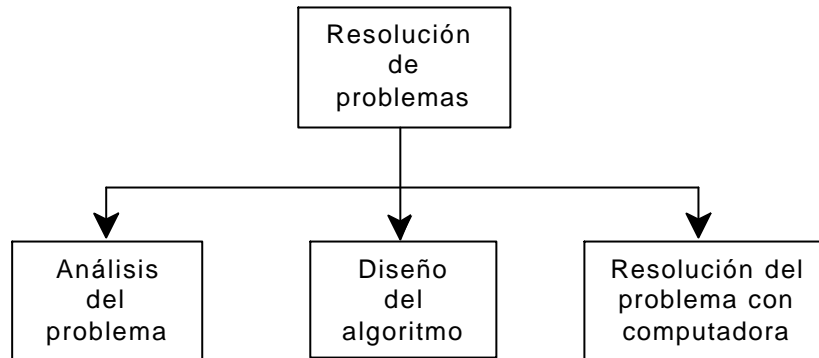 Resolución
de
problemas
Análisis
del
problema
Diseño
del
algoritmo
Resolución del
problema con
computadora